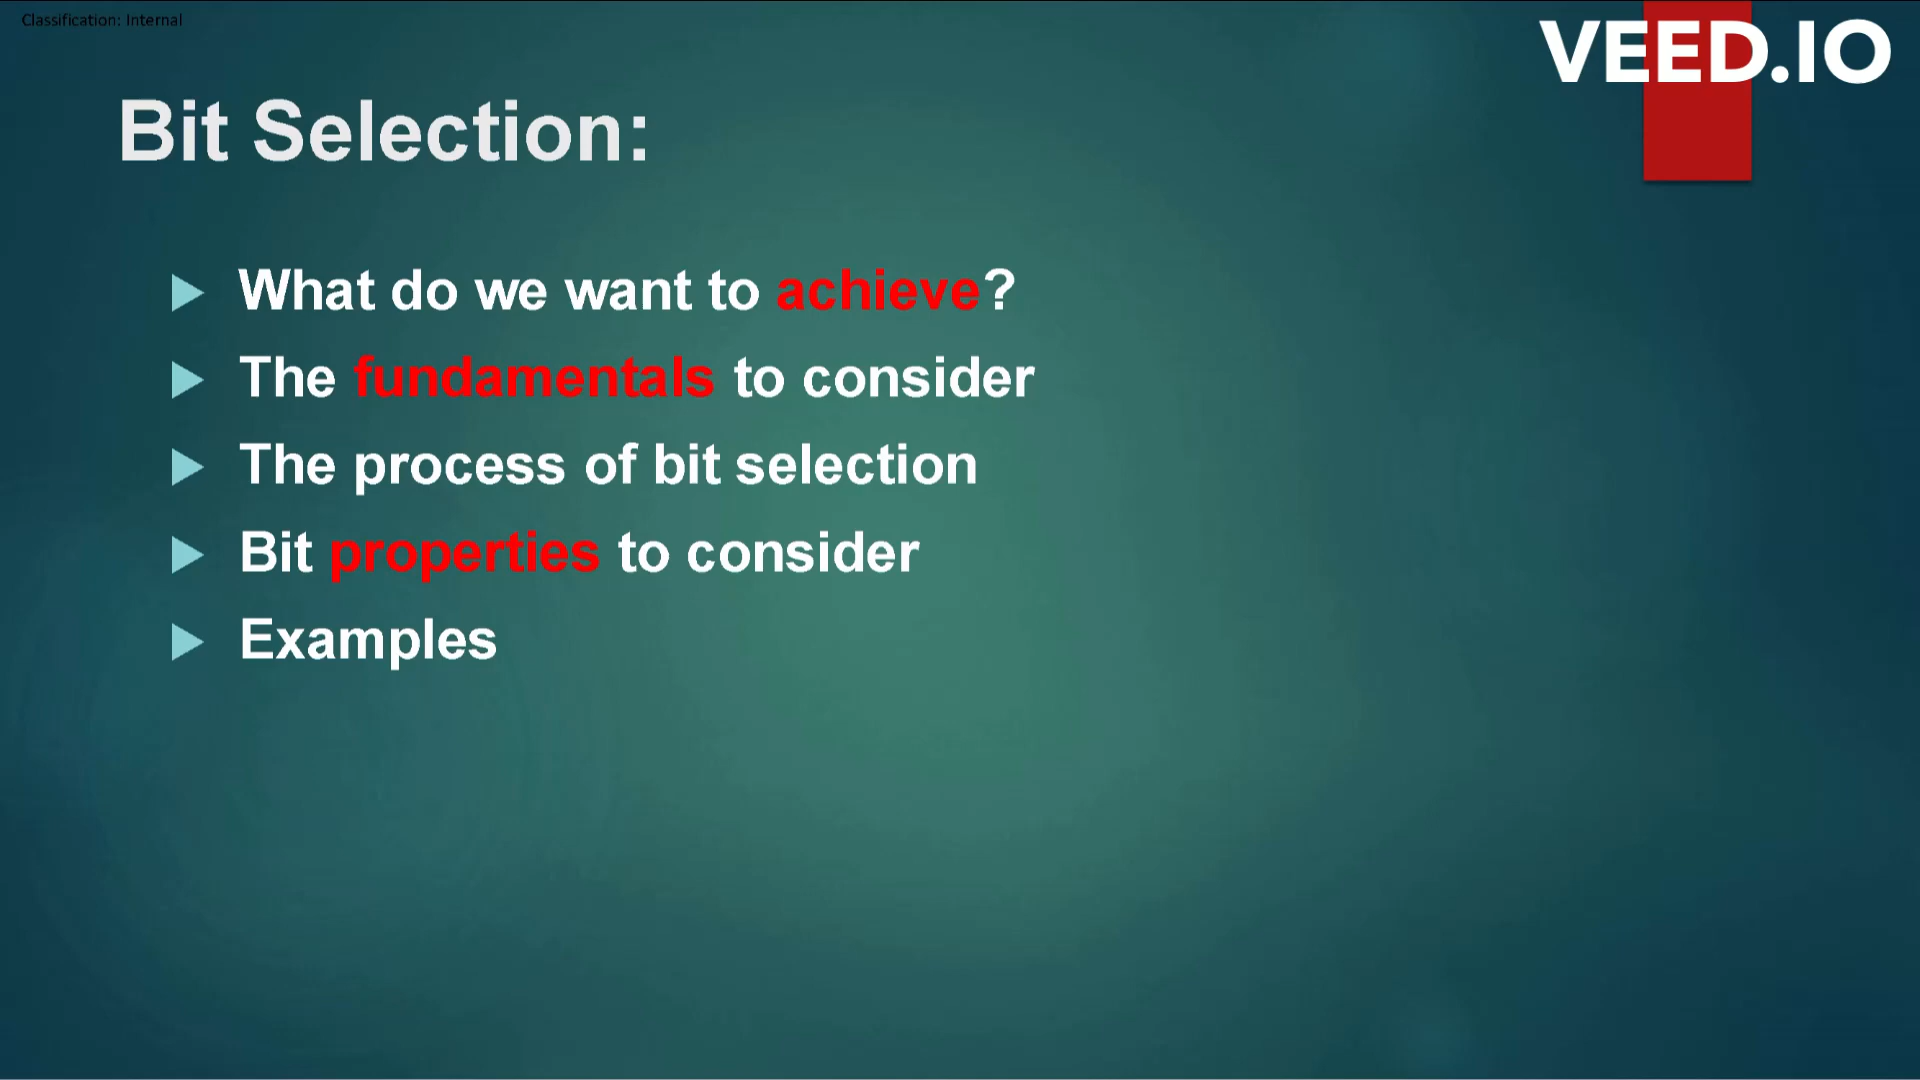 Classification: Internal
VEED.IO
Bit Selection:
What do we want to achieve?
The fundamentals to consider
The process of bit selection
Bit properties to consider
Examples